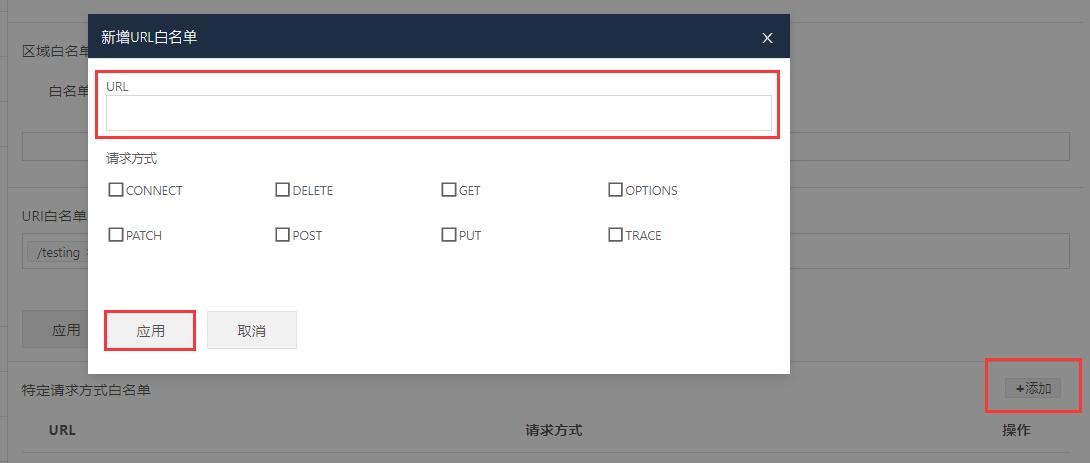 新增URL白名单 X
区域白名单
白名单
URL
请求方式
CONNECT DELETE GET OPTIONS
PATCH POST PUT TRACE
URI白名单
/testing
应用
应用 取消
特定请求方式白名单 +添加
URL 请求方式 操作